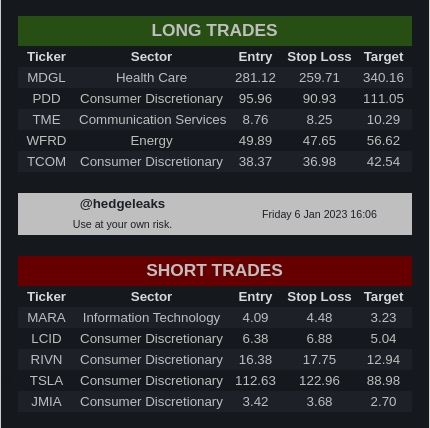 LONG TRADES
Ticker Sector Entry Stop Loss Target
MDGL Health Care 281.12 259.71 340.16
PDD Consumer Discretionary 95.96 90.93 111.05
TME Communication Services 8.76 8.25 10.29
WFRD Energy 49.89 47.65 56.62
TCOM Consumer Discretionary 38.37 36.98 42.54
@hedgeleaks
Use at your own risk.
Friday 6 Jan 2023 16:06
SHORT TRADES
Ticker Sector Entry Stop Loss Target
MARA Information Technology 4.09 4.48 3.23
LCID Consumer Discretionary 6.38 6.88 5.04
RIVN Consumer Discretionary 16.38 17.75 12.94
TSLA Consumer Discretionary 112.63 122.96 88.98
JMIA Consumer Discretionary 3.42 3.68 2.70